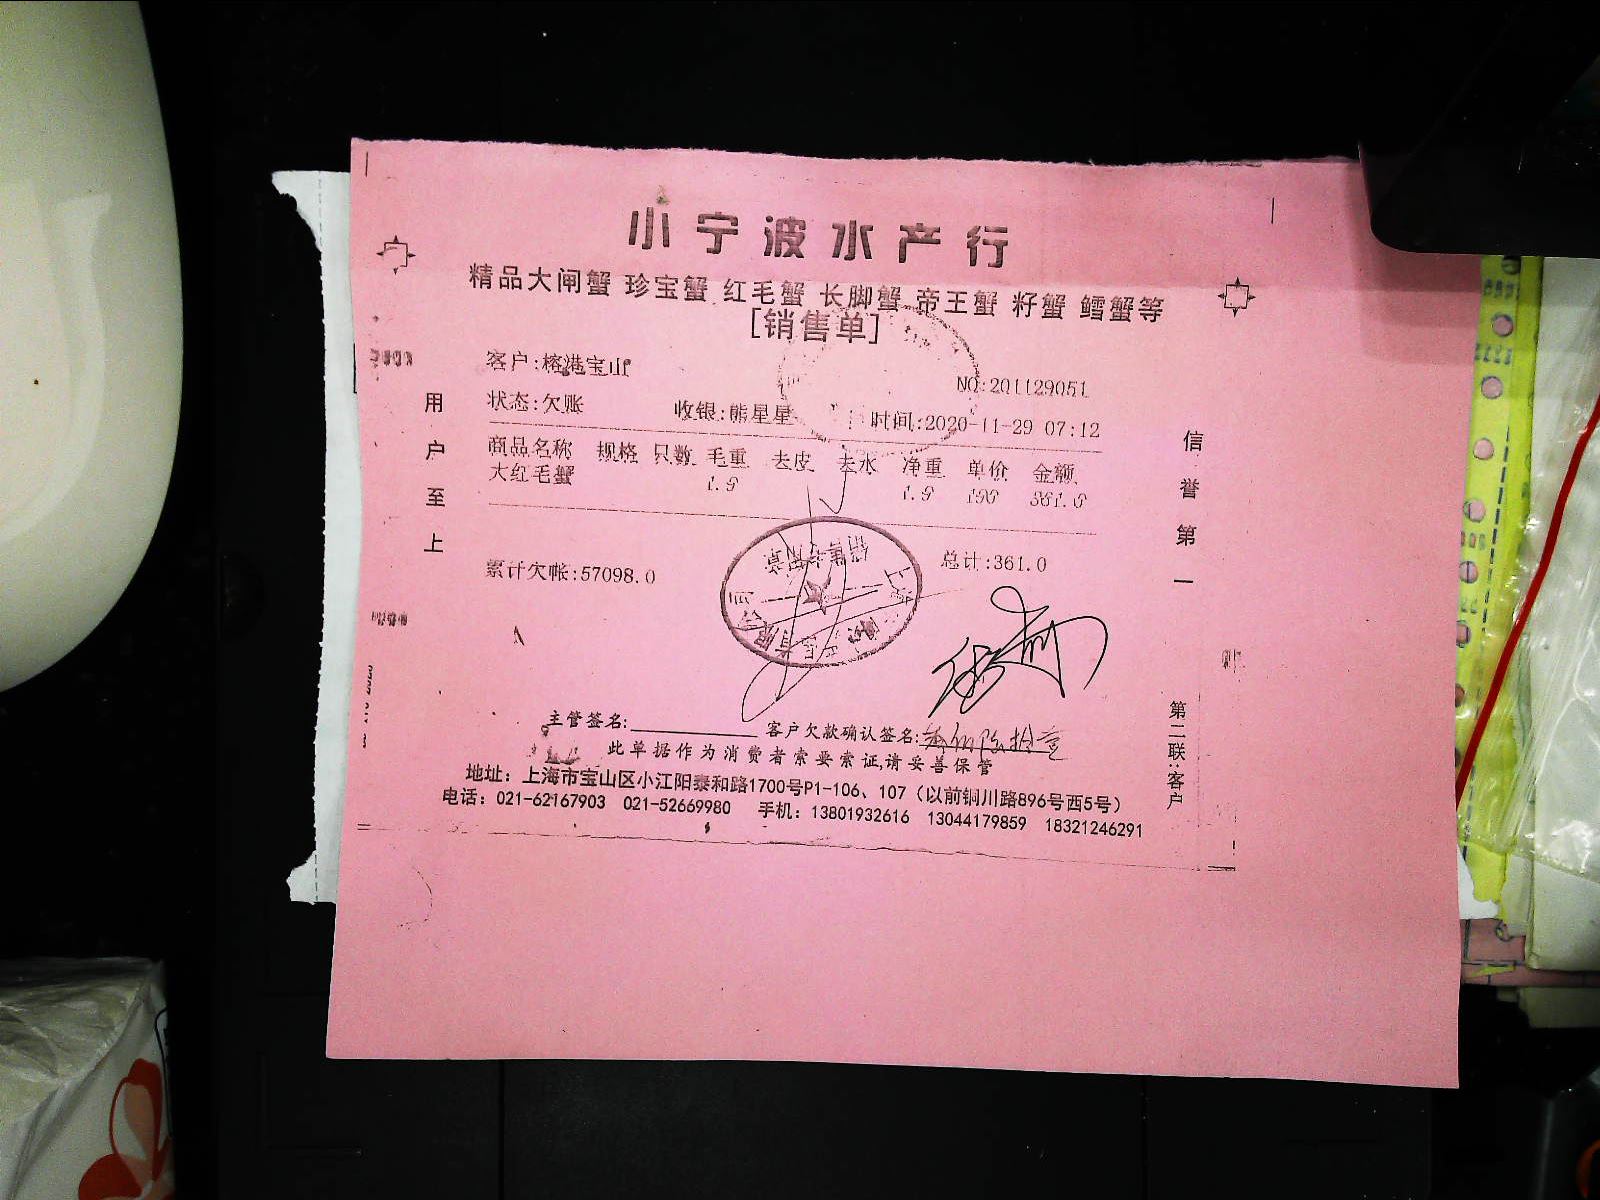 小宁波水产行
精品大闸蟹 珍宝蟹 红毛蟹 长脚蟹 帝王蟹 籽蟹 鳕蟹等
[销售单]
客户:榕港宝山
NO:201129051
状态:欠账 收银:熊星星 时间:2020-11-29 07:12
商品名称 规格 只数 毛重 去皮 去水 净重 单价 金额
大红毛蟹 1.9 1.9 190 361.0
累计欠帐:57098.0 总计:361.0
用户至上
信誉第一
销售专用章
有限公司
主管签名: 客户欠款确认签名:
此单据作为消费者索要索证,请妥善保管
地址：上海市宝山区小江阳泰和路1700号P1-106、107（以前铜川路896号西5号）
电话：021-62167903 021-52669980 手机：13801932616 13044179859 18321246291
第二联:客户